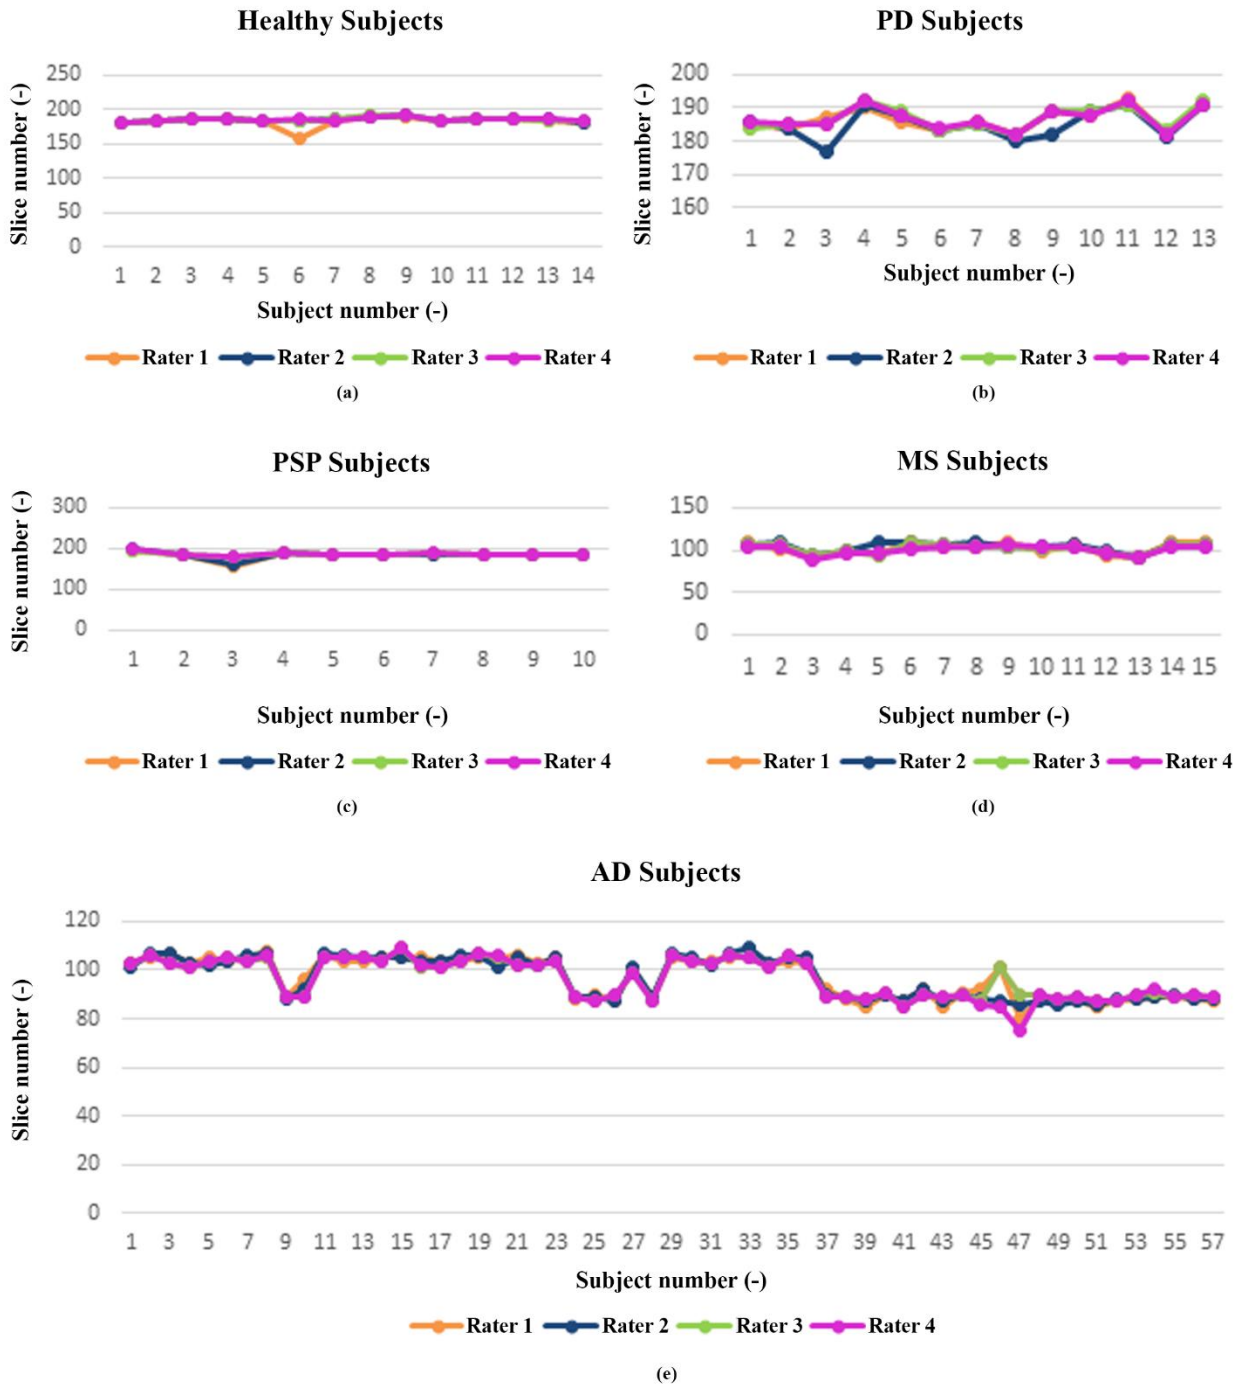 Healthy Subjects
Slice number (-)
250
200
150
100
50
0
1 2 3 4 5 6 7 8 9 10 11 12 13 14
Subject number (-)
Rater 1 Rater 2 Rater 3 Rater 4
(a)
PD Subjects
Slice number (-)
200
190
180
170
160
1 2 3 4 5 6 7 8 9 10 11 12 13
Subject number (-)
Rater 1 Rater 2 Rater 3 Rater 4
(b)
PSP Subjects
Slice number (-)
300
200
100
0
1 2 3 4 5 6 7 8 9 10
Subject number (-)
Rater 1 Rater 2 Rater 3 Rater 4
(c)
MS Subjects
Slice number (-)
150
100
50
0
1 2 3 4 5 6 7 8 9 10 11 12 13 14 15
Subject number (-)
Rater 1 Rater 2 Rater 3 Rater 4
(d)
AD Subjects
Slice number (-)
120
100
80
60
40
20
0
1 3 5 7 9 11 13 15 17 19 21 23 25 27 29 31 33 35 37 39 41 43 45 47 49 51 53 55 57
Subject number (-)
Rater 1 Rater 2 Rater 3 Rater 4
(e)